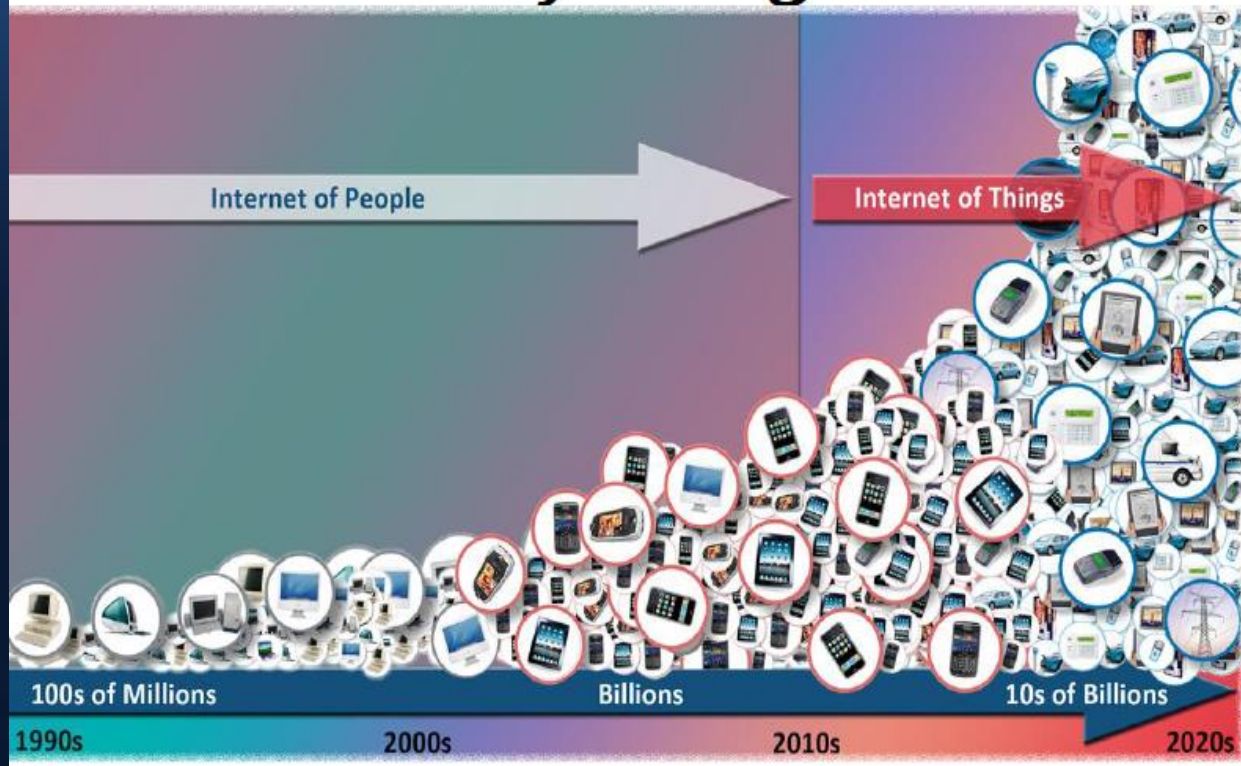 Internet of People
Internet of Things
100s of Millions
Billions
10s of Billions
1990s
2000s
2010s
2020s